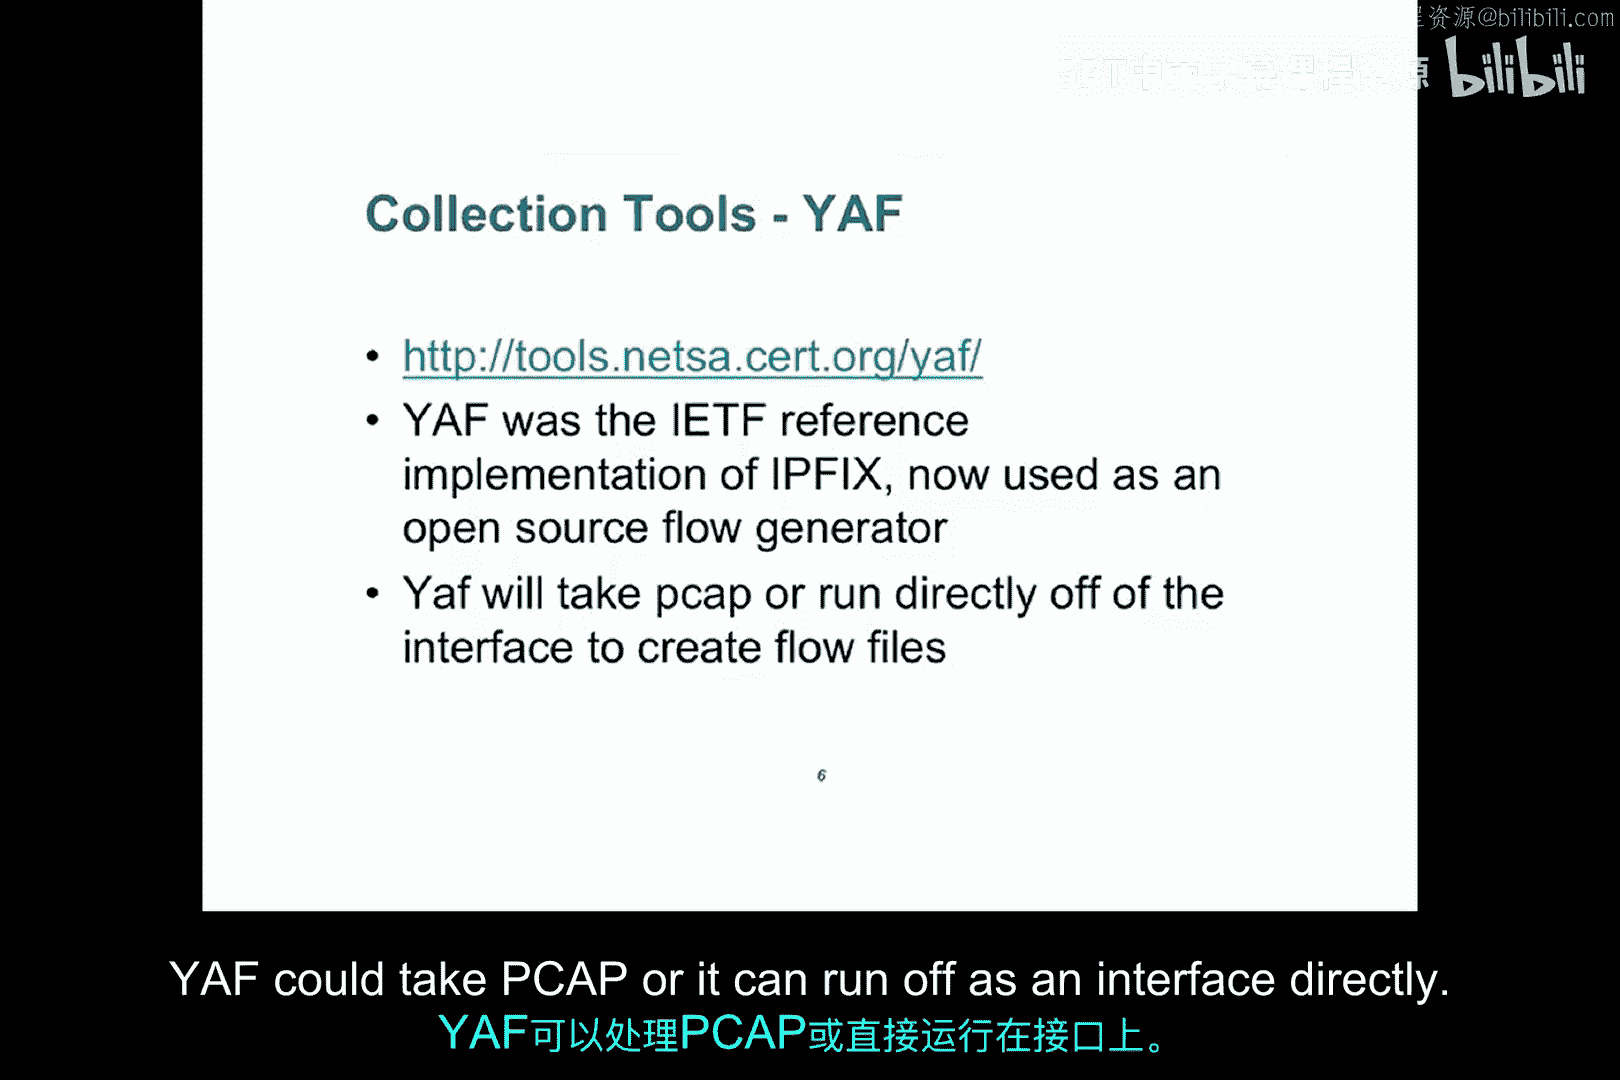 资源@bilibili.com
bilibili
Collection Tools - YAF
• http://tools.netsa.cert.org/yaf/
• YAF was the IETF reference
implementation of IPFIX, now used as an
open source flow generator
• Yaf will take pcap or run directly off of the
interface to create flow files
6
YAF could take PCAP or it can run off as an interface directly.
YAF可以处理PCAP或直接运行在接口上。